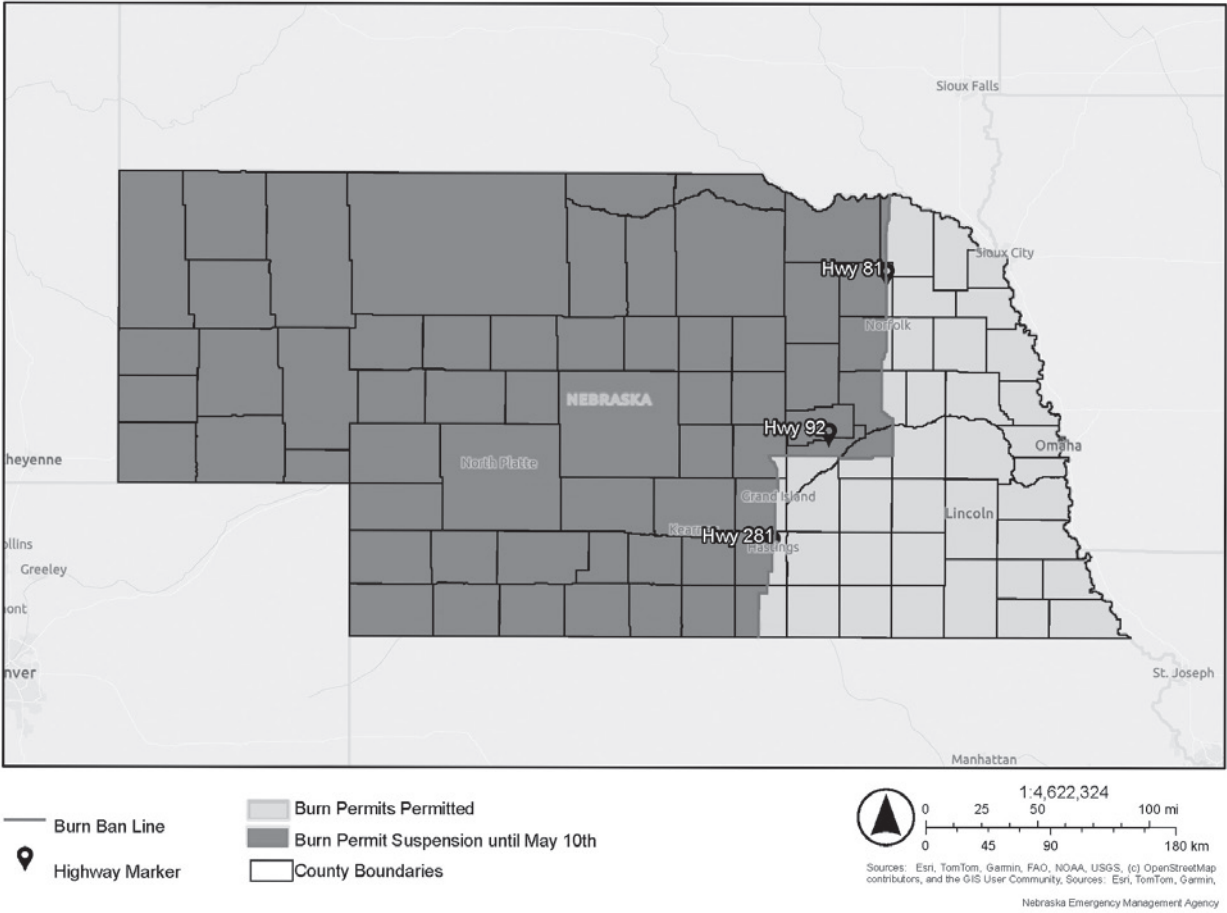 Sioux Falls
Sioux City
Hwy 81
Norfolk
NEBRASKA
Hwy 92
Omaha
heyenne
North Platte
Grand Island
Lincoln
Hwy 281
Hastings
ollins
Greeley
ont
nver
St. Joseph
Manhattan
Burn Ban Line
Highway Marker
Burn Permits Permitted
Burn Permit Suspension until May 10th
County Boundaries
1:4,622,324
0 25 50 100 mi
0 45 90 180 km
Sources: Esri, TomTom, Garmin, FAO, NOAA, USGS, (c) OpenStreetMap
contributors, and the GIS User Community, Sources: Esri, TomTom, Garmin,
Nebraska Emergency Management Agency